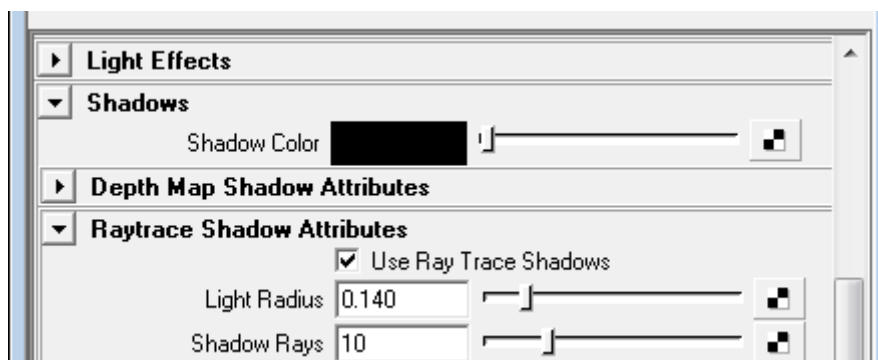 Light Effects
Shadows
Shadow Color
Depth Map Shadow Attributes
Raytrace Shadow Attributes
Use Ray Trace Shadows
Light Radius 0.140
Shadow Rays 10